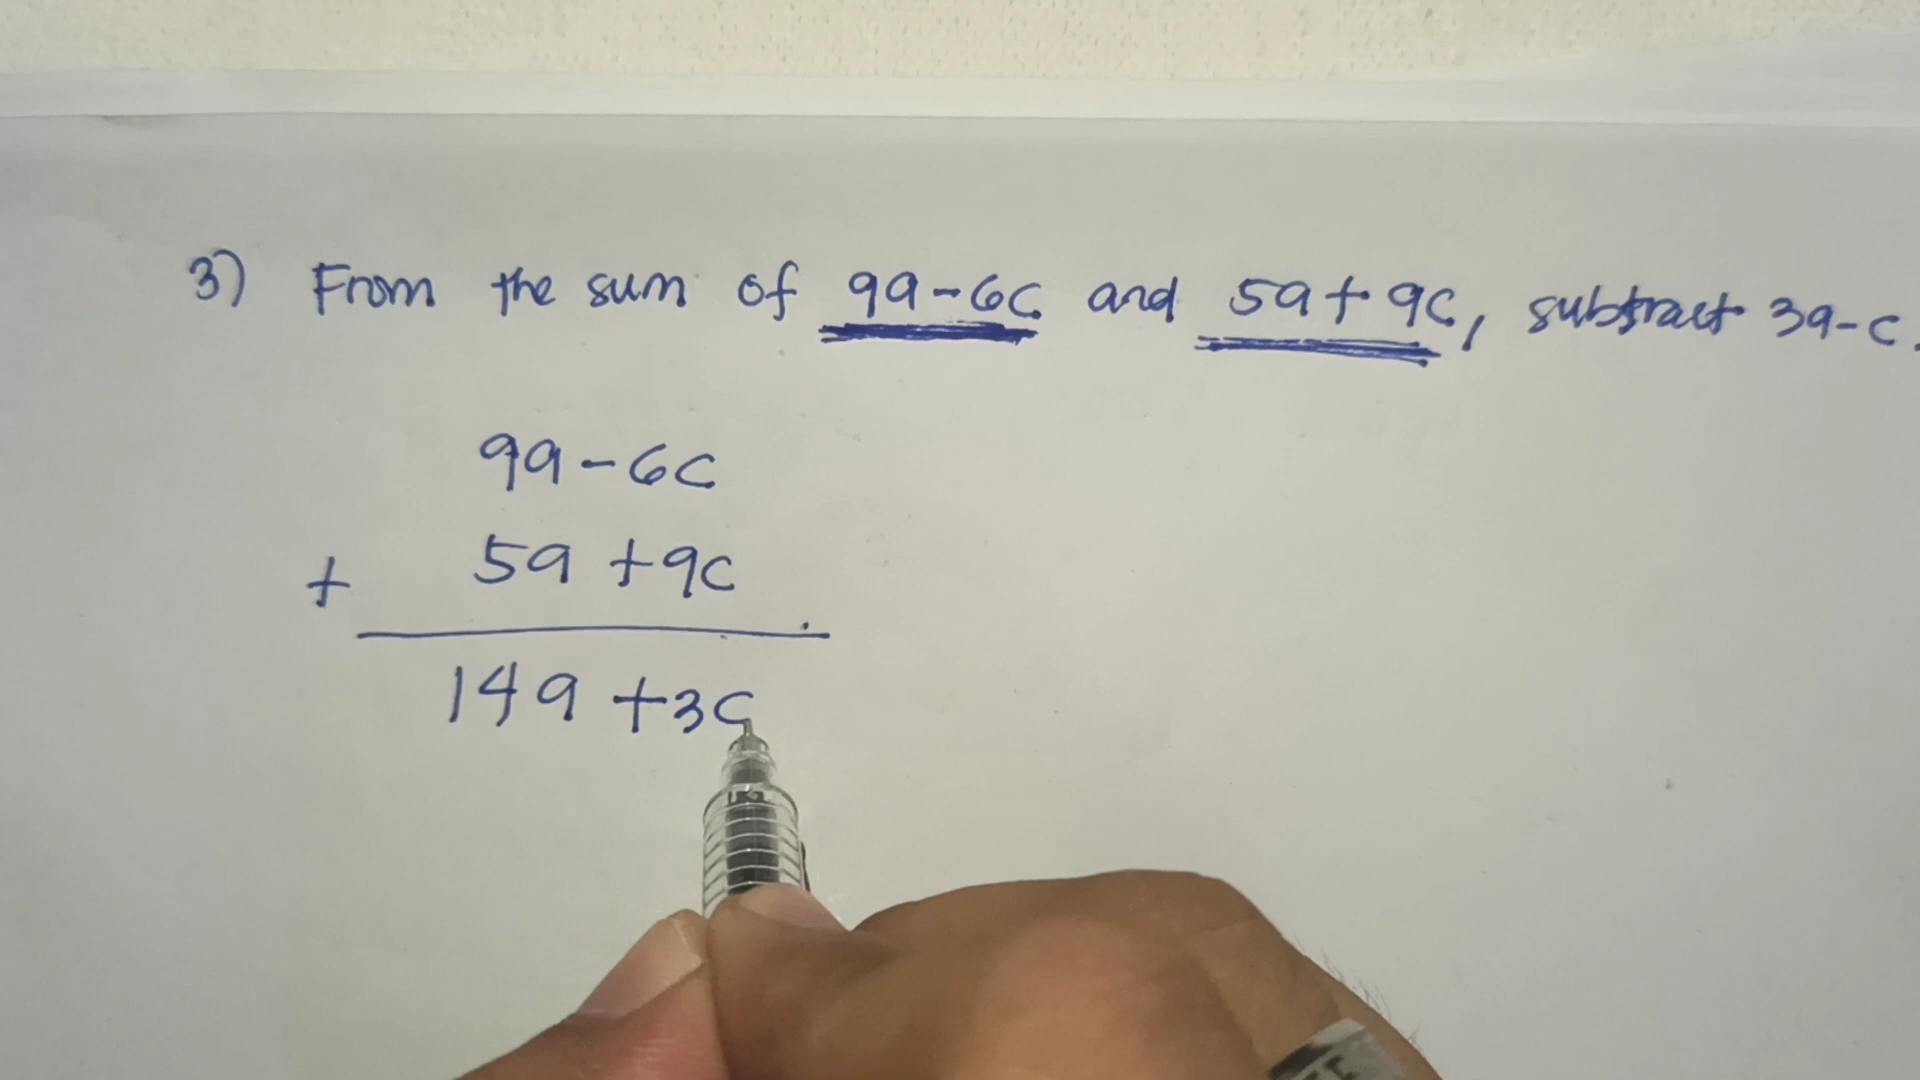 3) From the sum of 9a-6c and 5a+9c, subtract 3a-c.
9a-6c
+ 5a+9c
14a+3c